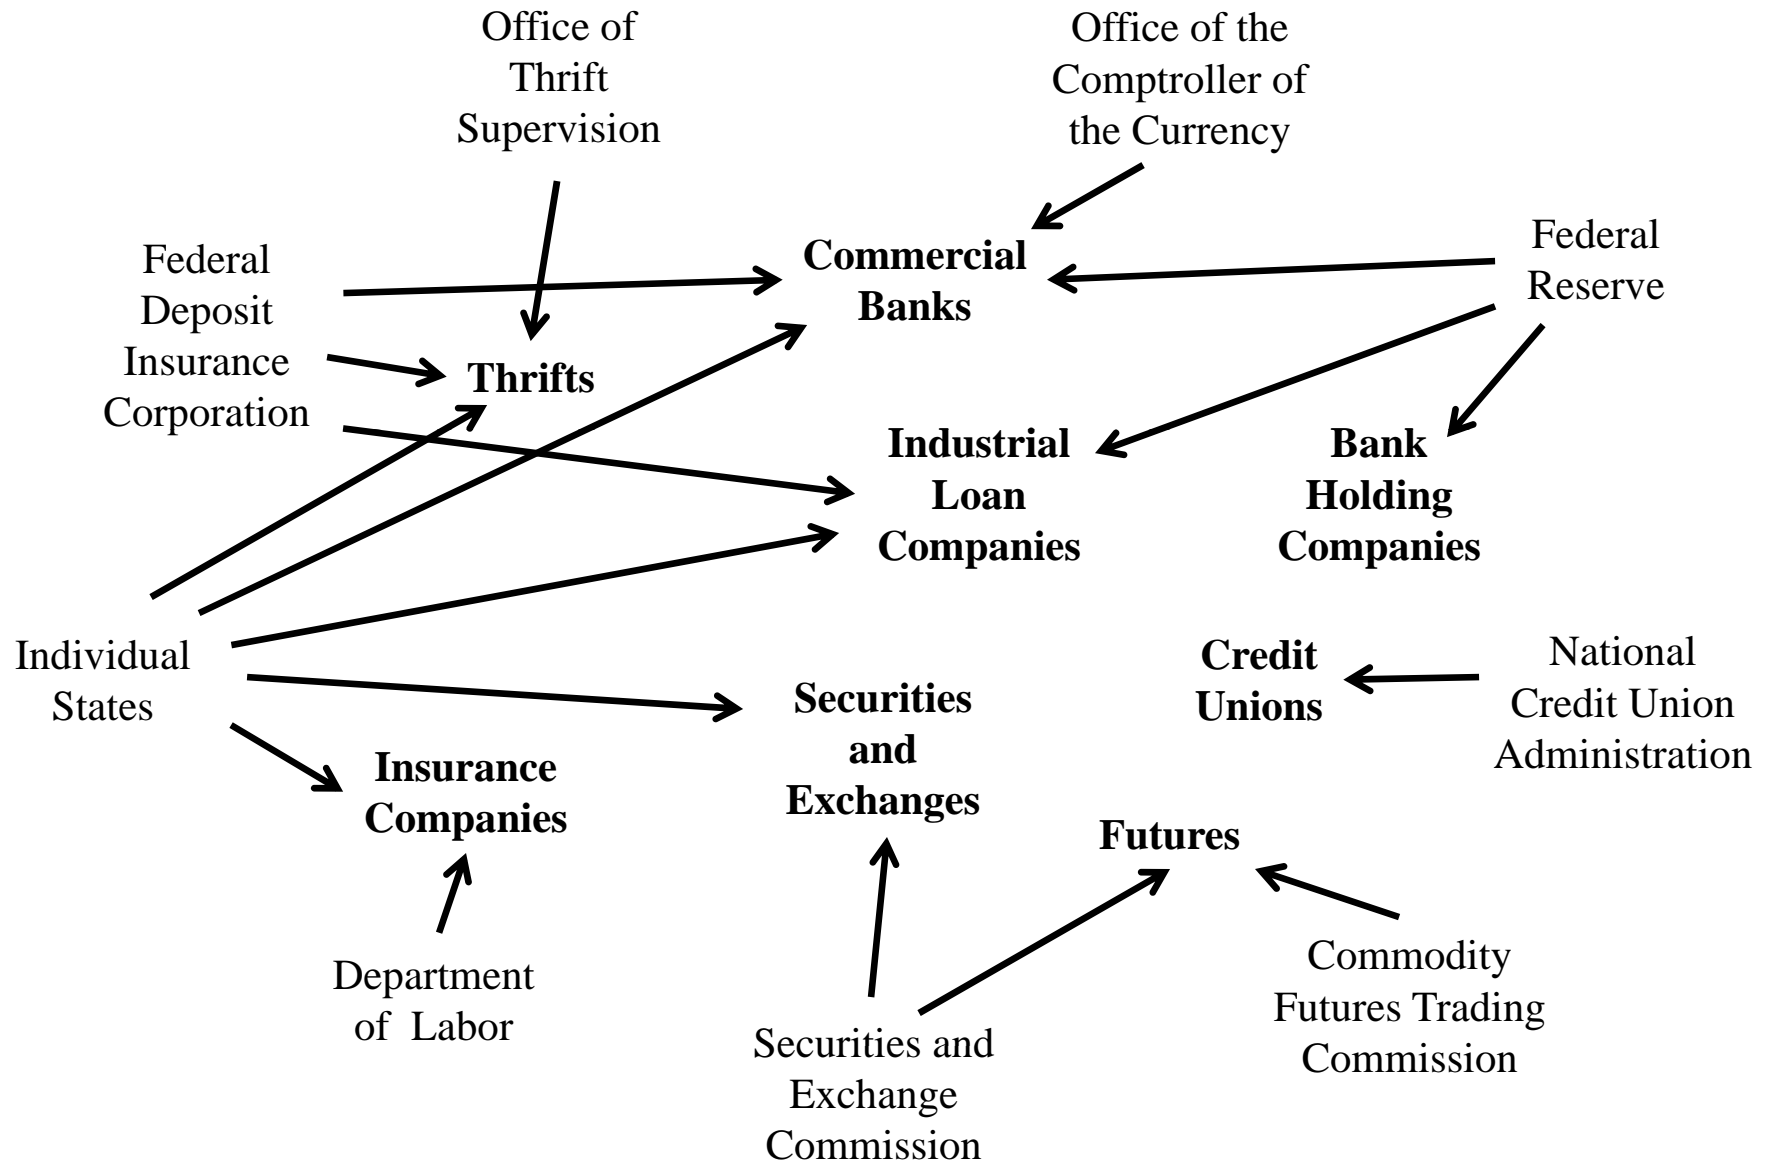 Office of
Thrift
Supervision
Office of the
Comptroller of
the Currency
Federal
Deposit
Insurance
Corporation
Commercial
Banks
Federal
Reserve
Thrifts
Industrial
Loan
Companies
Bank
Holding
Companies
Individual
States
Credit
Unions
National
Credit Union
Administration
Securities
and
Exchanges
Insurance
Companies
Futures
Department
of  Labor
Securities and
Exchange
Commission
Commodity
Futures Trading
Commission